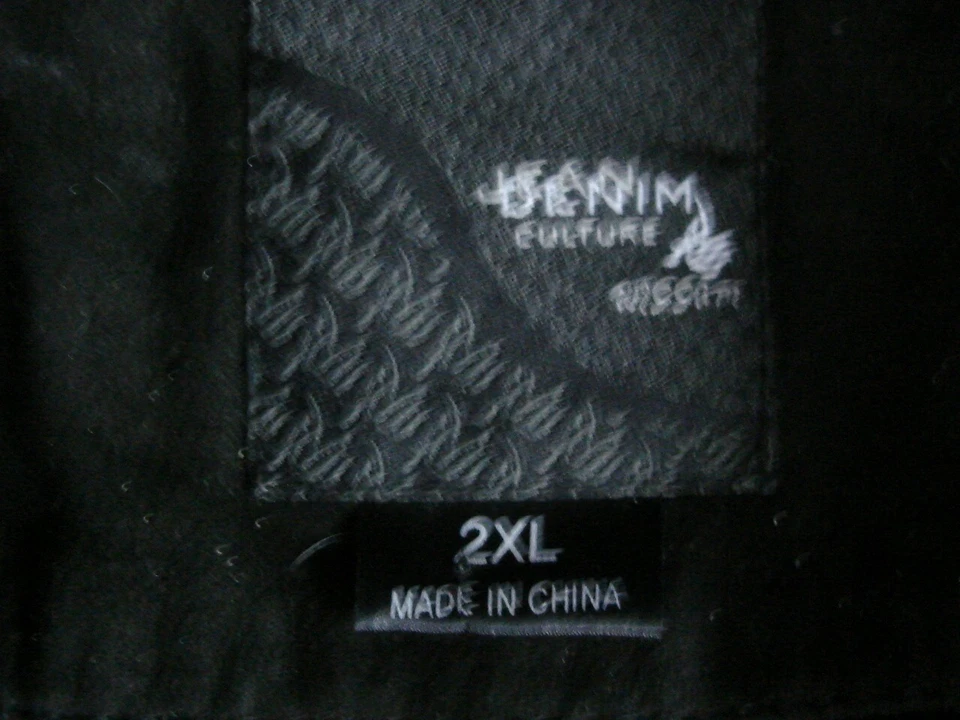 DENIM
CULTURE
2XL
MADE IN CHINA